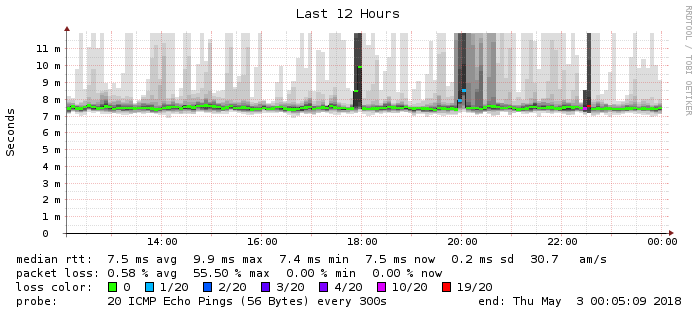 Last 12 Hours
RRDTOOL / TOBI OETIKER
Seconds
11 m
10 m
9 m
8 m
7 m
6 m
5 m
4 m
3 m
2 m
1 m
0
14:00 16:00 18:00 20:00 22:00 00:00
median rtt: 7.5 ms avg 9.9 ms max 7.4 ms min 7.5 ms now 0.2 ms sd 30.7 am/s
packet loss: 0.58 % avg 55.50 % max 0.00 % min 0.00 % now
loss color: 0 1/20 2/20 3/20 4/20 10/20 19/20
probe: 20 ICMP Echo Pings (56 Bytes) every 300s end: Thu May 3 00:05:09 2018